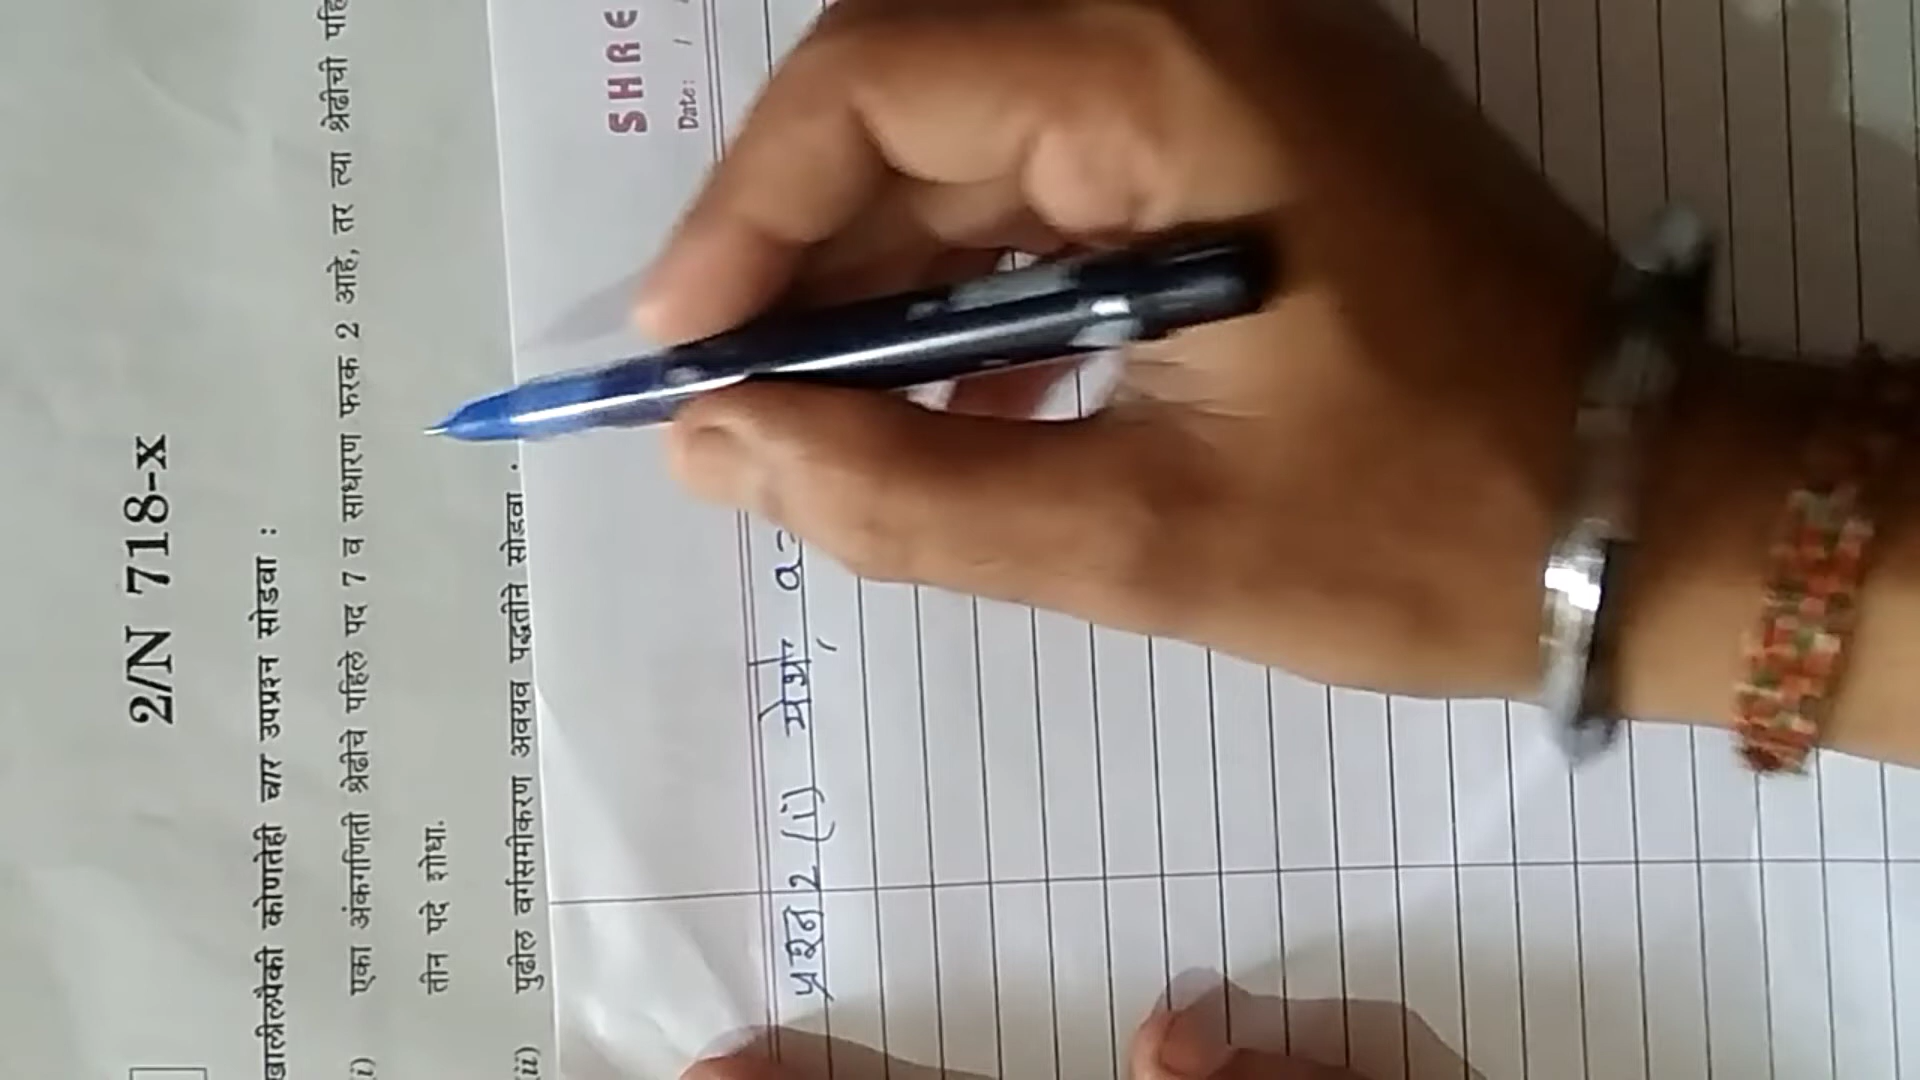 2/N 718-x
खालीलपैकी कोणतेही चार उपप्रश्न सोडवा :
i) एका अंकगणिती श्रेढीचे पहिले पद 7 व साधारण फरक 2 आहे, तर त्या श्रेढीची
तीन पदे शोधा.
ii) पुढील वर्गसमीकरण अवयव पद्धतीने सोडवा .
SHRE
Date: /
प्रश्न 2 (i) येथे, a=